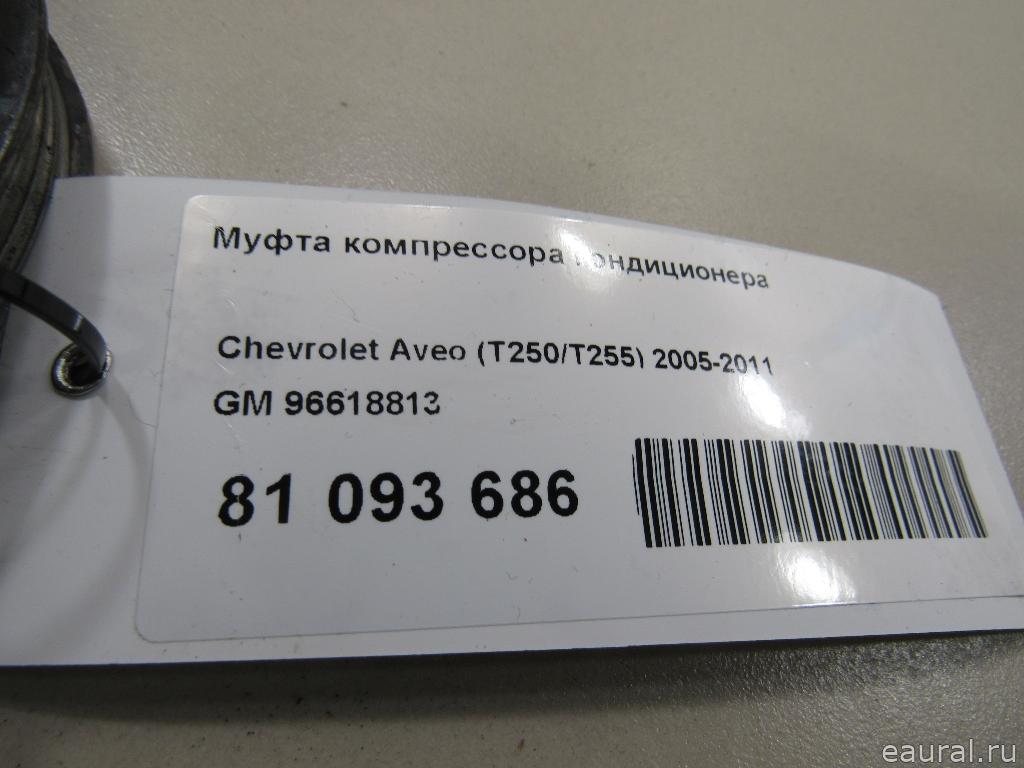 Муфта компрессора кондиционера
Chevrolet Aveo (T250/T255) 2005-2011
GM 96618813
81 093 686
eaural.ru